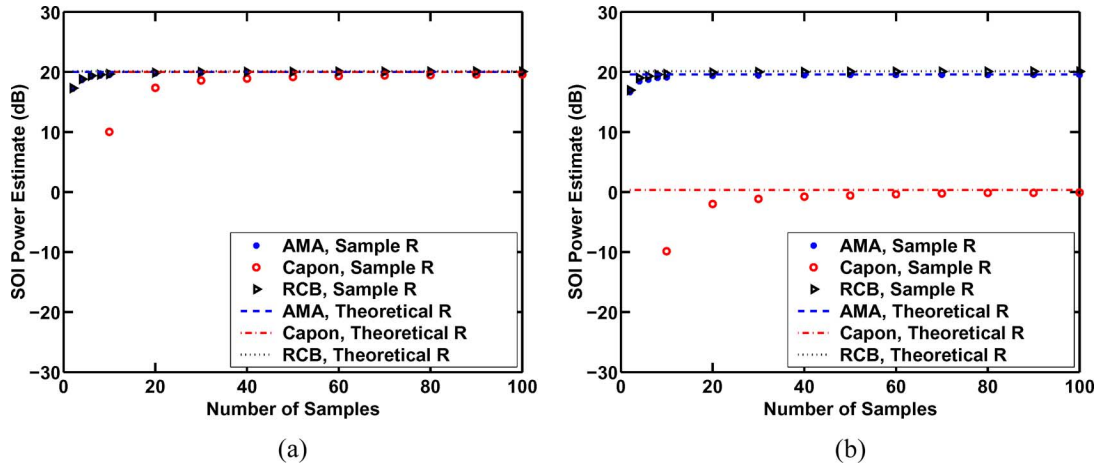 30
20
10
0
−10
−20
−30
SOI Power Estimate (dB)
AMA, Sample R
Capon, Sample R
RCB, Sample R
AMA, Theoretical R
Capon, Theoretical R
RCB, Theoretical R
0 20 40 60 80 100
Number of Samples
(a)
30
20
10
0
−10
−20
−30
SOI Power Estimate (dB)
AMA, Sample R
Capon, Sample R
RCB, Sample R
AMA, Theoretical R
Capon, Theoretical R
RCB, Theoretical R
0 20 40 60 80 100
Number of Samples
(b)